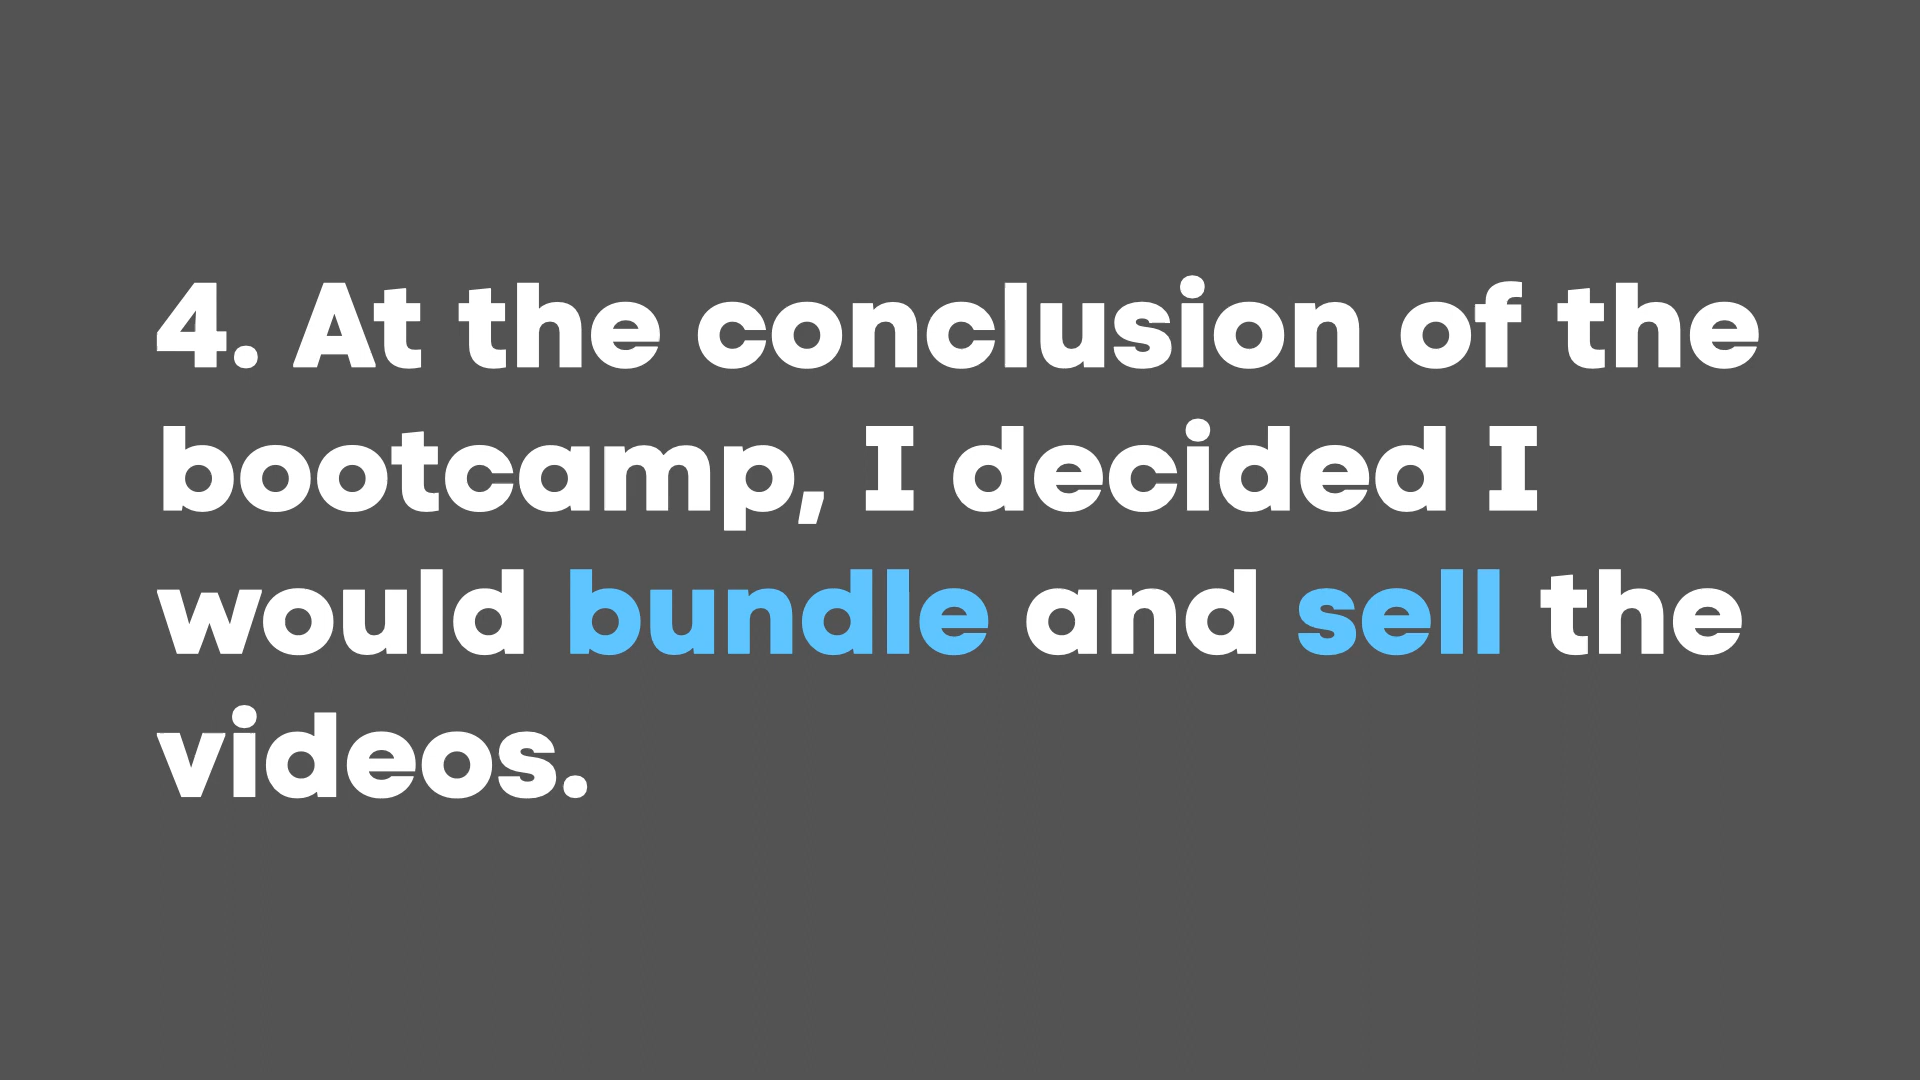 4. At the conclusion of the
bootcamp, I decided I
would bundle and sell the
videos.